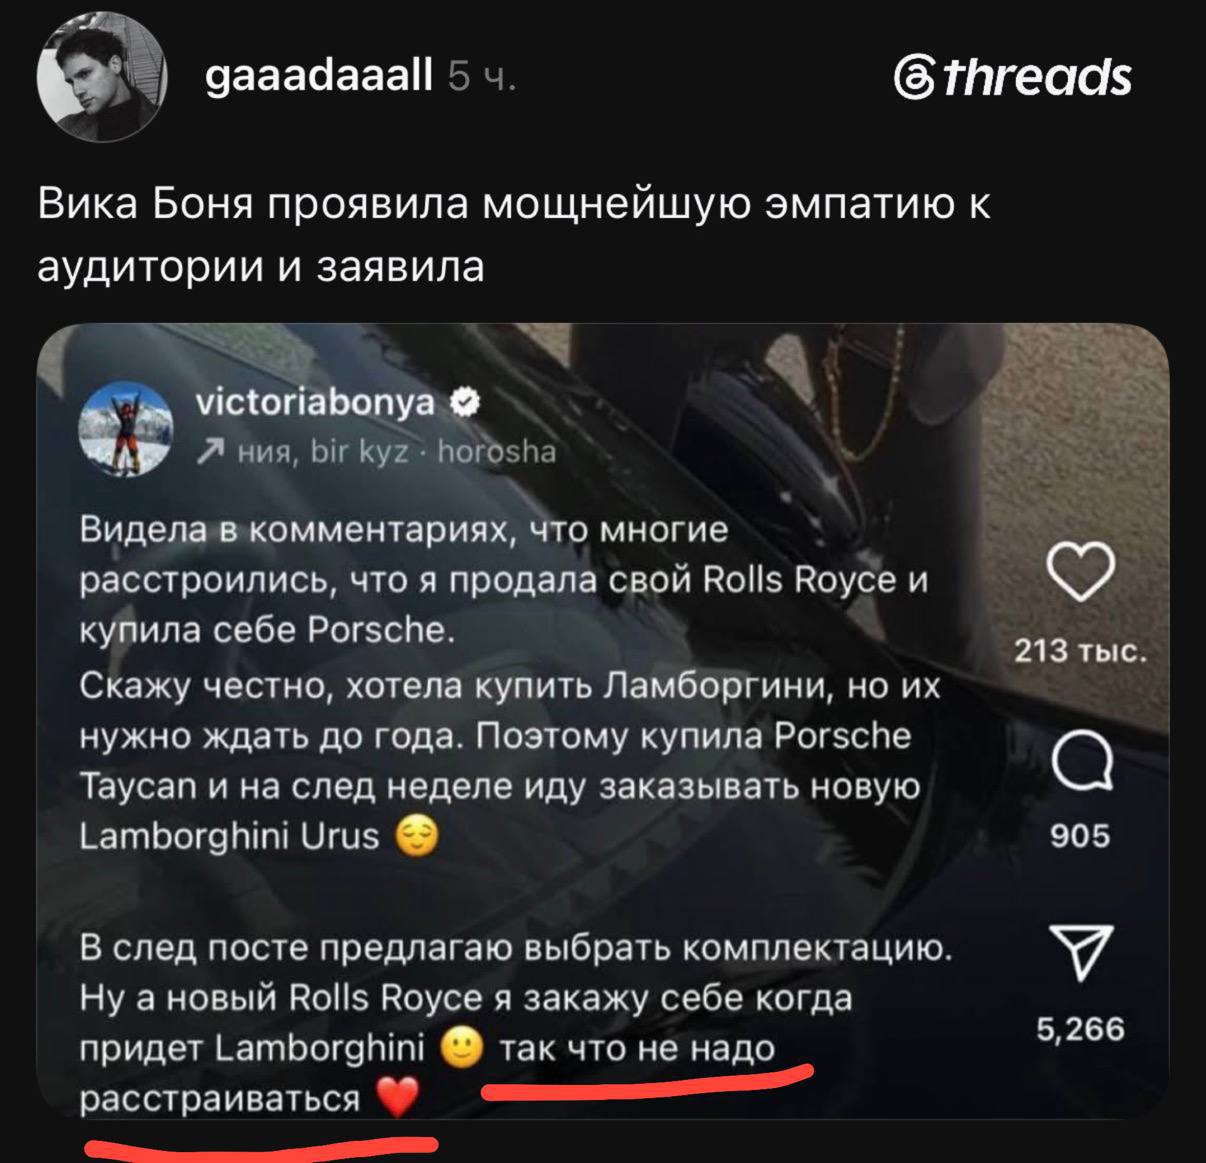 gaaadaaall 5 ч.
threads
Вика Боня проявила мощнейшую эмпатию к
аудитории и заявила
victoriabonya
ния, bir kyz · horosha
Видела в комментариях, что многие
расстроились, что я продала свой Rolls Royce и
купила себе Porsche.
Скажу честно, хотела купить Ламборгини, но их
нужно ждать до года. Поэтому купила Porsche
Taycan и на след неделе иду заказывать новую
Lamborghini Urus 😌
В след посте предлагаю выбрать комплектацию.
Ну а новый Rolls Royce я закажу себе когда
придет Lamborghini 🙂 так что не надо
расстраиваться ❤️
213 тыс.
905
5,266